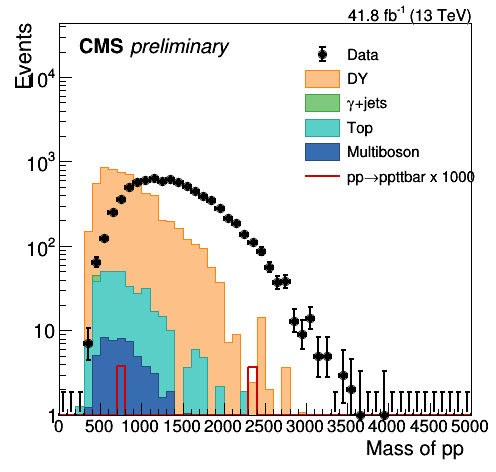 41.8 fb⁻¹ (13 TeV)
CMS preliminary
Events
Data
DY
γ+jets
Top
Multiboson
pp→ppttbar x 1000
10⁴
10³
10²
10
1
0 500 1000 1500 2000 2500 3000 3500 4000 4500 5000
Mass of pp